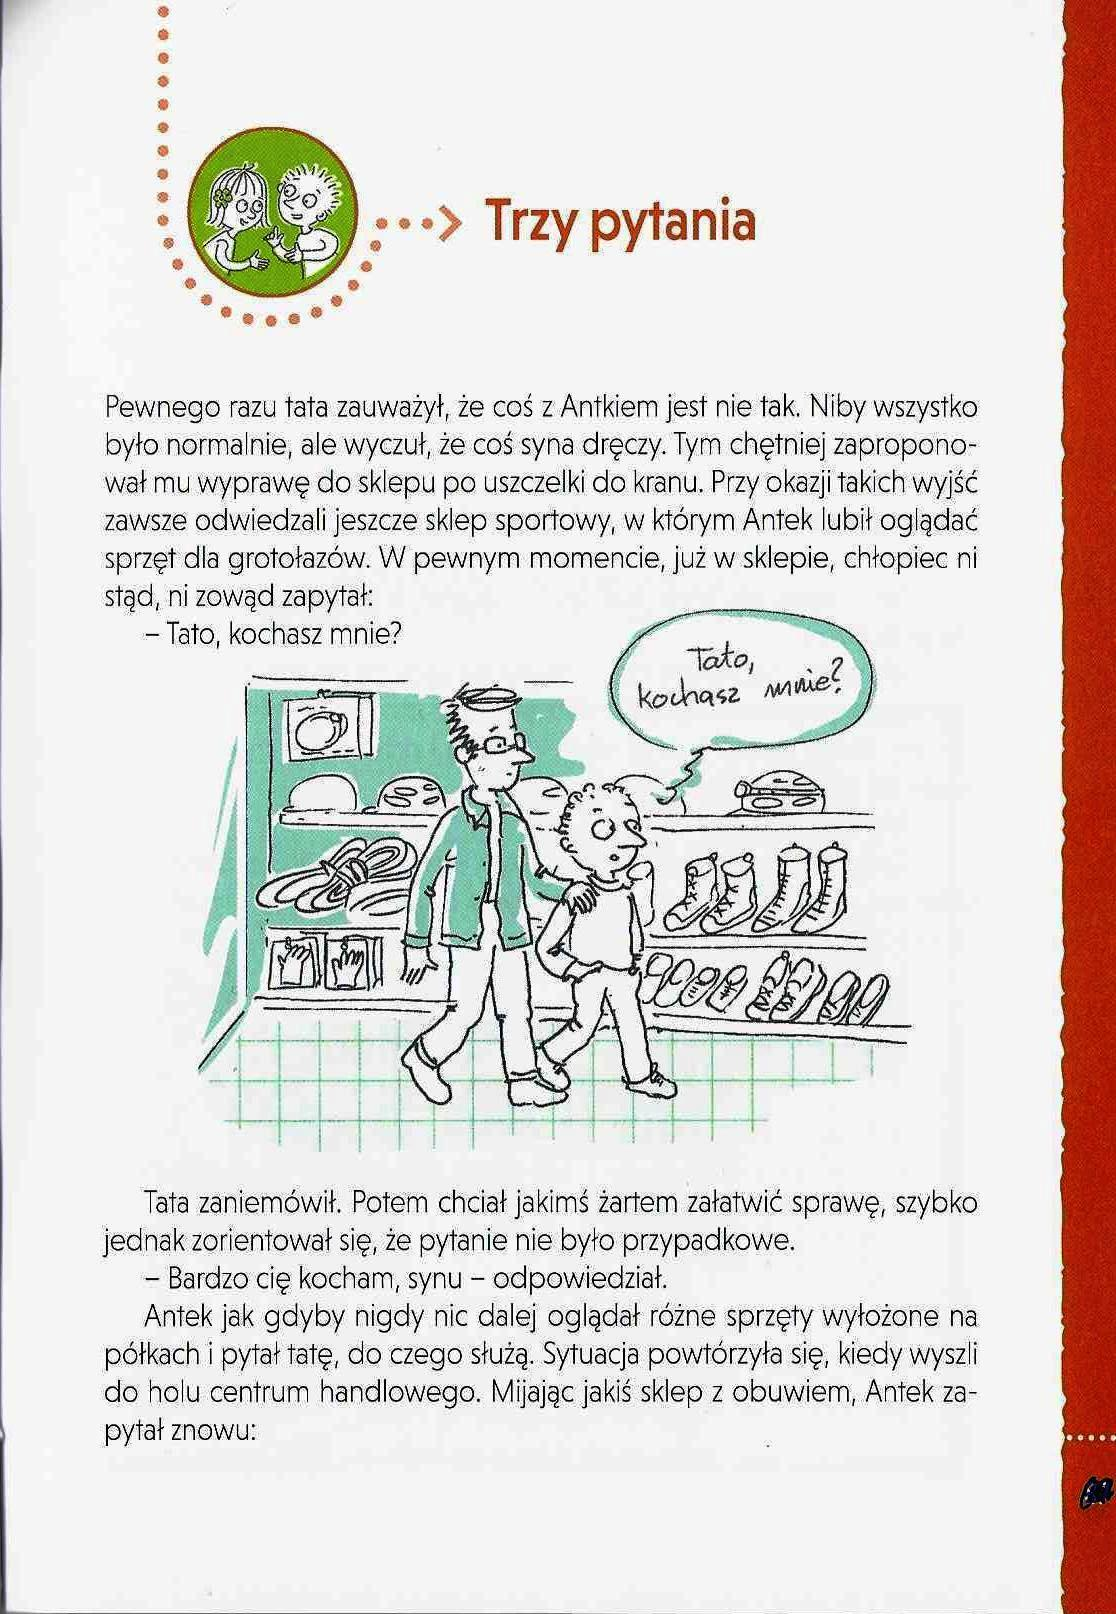 Trzy pytania
Pewnego razu tata zauważył, że coś z Antkiem jest nie tak. Niby wszystko
było normalnie, ale wyczuł, że coś syna dręczy. Tym chętniej zapropono-
wał mu wyprawę do sklepu po uszczelki do kranu. Przy okazji takich wyjść
zawsze odwiedzali jeszcze sklep sportowy, w którym Antek lubił oglądać
sprzęt dla grotołazów. W pewnym momencie, już w sklepie, chłopiec ni
stąd, ni zowąd zapytał:
– Tato, kochasz mnie?
Tato,
kochasz mnie?
Tata zaniemówił. Potem chciał jakimś żartem załatwić sprawę, szybko
jednak zorientował się, że pytanie nie było przypadkowe.
– Bardzo cię kocham, synu – odpowiedział.
Antek jak gdyby nigdy nic dalej oglądał różne sprzęty wyłożone na
półkach i pytał tatę, do czego służą. Sytuacja powtórzyła się, kiedy wyszli
do holu centrum handlowego. Mijając jakiś sklep z obuwiem, Antek za-
pytał znowu: